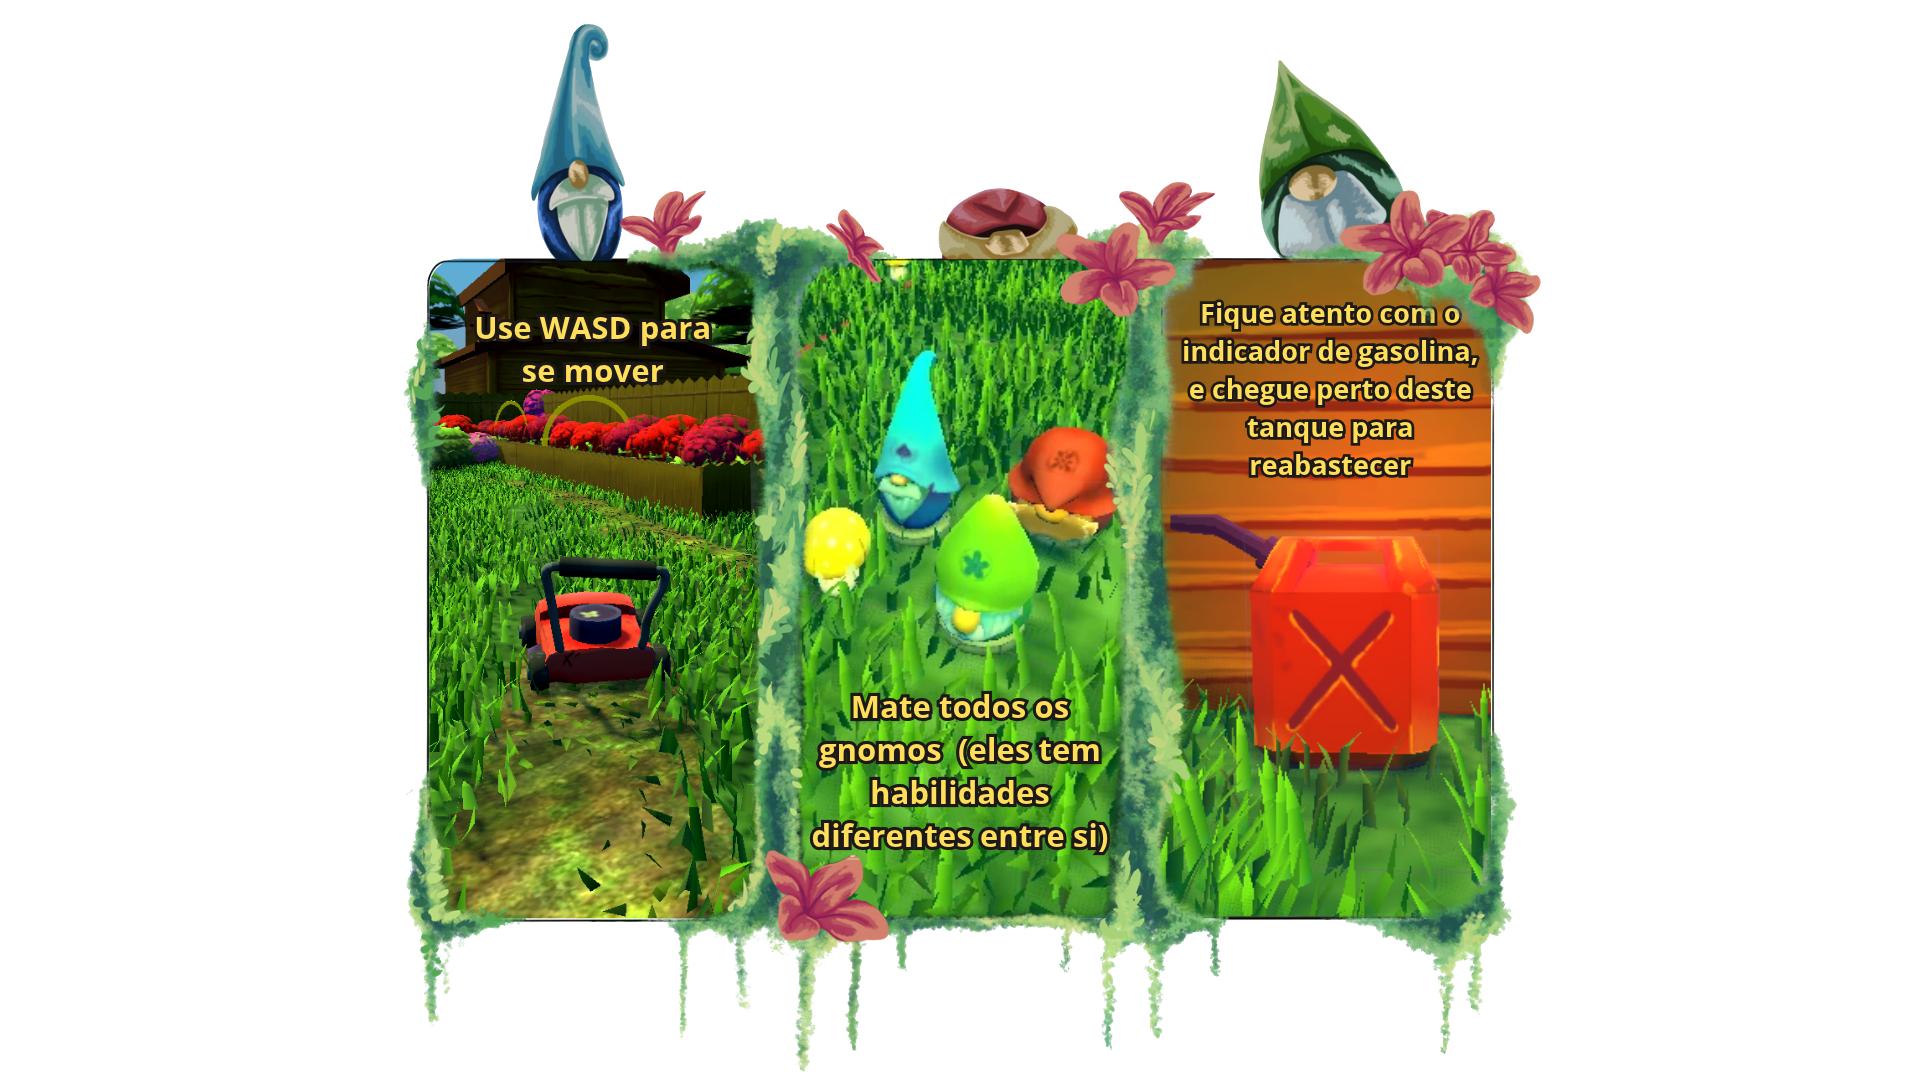 Use WASD para
se mover
Mate todos os
gnomos (eles tem
habilidades
diferentes entre si)
Fique atento com o
indicador de gasolina,
e chegue perto deste
tanque para
reabastecer